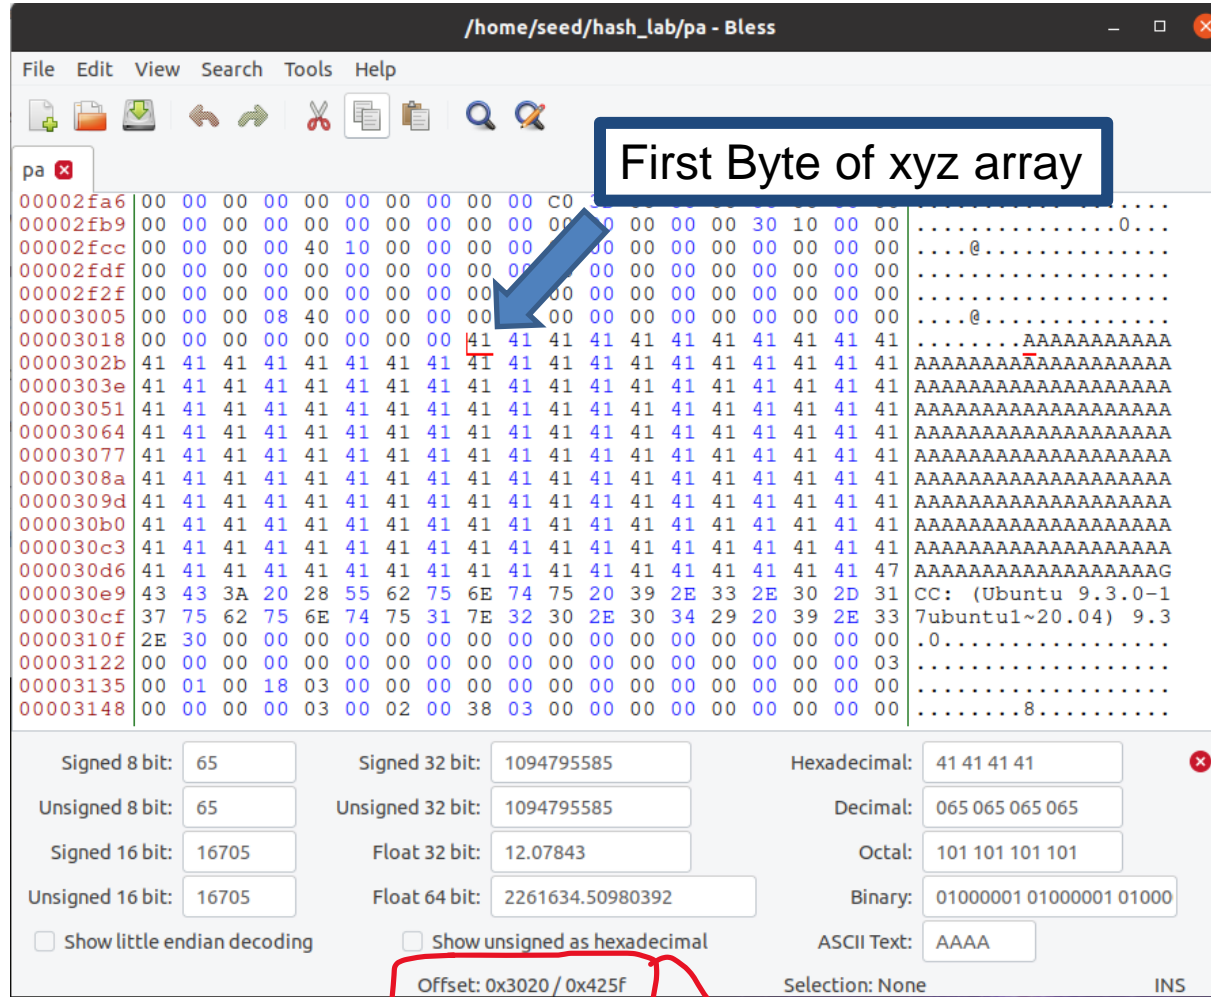 /home/seed/hash_lab/pa - Bless
File Edit View Search Tools Help
First Byte of xyz array
pa
00002fa6 00 00 00 00 00 00 00 00 00 00 C0
00002fb9 00 00 00 00 00 00 00 00 00 00 00 00 00 00 00 30 10 00 00 ................0...
00002fcc 00 00 00 00 40 10 00 00 00 00 00 00 00 00 00 00 00 ....@..............
00002fdf 00 00 00 00 00 00 00 00 00 00 00 00 00 00 00 00 00 ...................
00002f2f 00 00 00 00 00 00 00 00 00 00 00 00 00 00 00 00 00 00 ...................
00003005 00 00 00 08 40 00 00 00 00 00 00 00 00 00 00 00 00 00 ....@..............
00003018 00 00 00 00 00 00 00 00 41 41 41 41 41 41 41 41 41 41 41 ........AAAAAAAAAAA
0000302b 41 41 41 41 41 41 41 41 41 41 41 41 41 41 41 41 41 41 41 AAAAAAAAAAAAAAAAAAA
0000303e 41 41 41 41 41 41 41 41 41 41 41 41 41 41 41 41 41 41 41 AAAAAAAAAAAAAAAAAAA
00003051 41 41 41 41 41 41 41 41 41 41 41 41 41 41 41 41 41 41 41 AAAAAAAAAAAAAAAAAAA
00003064 41 41 41 41 41 41 41 41 41 41 41 41 41 41 41 41 41 41 41 AAAAAAAAAAAAAAAAAAA
00003077 41 41 41 41 41 41 41 41 41 41 41 41 41 41 41 41 41 41 41 AAAAAAAAAAAAAAAAAAA
0000308a 41 41 41 41 41 41 41 41 41 41 41 41 41 41 41 41 41 41 41 AAAAAAAAAAAAAAAAAAA
0000309d 41 41 41 41 41 41 41 41 41 41 41 41 41 41 41 41 41 41 41 AAAAAAAAAAAAAAAAAAA
000030b0 41 41 41 41 41 41 41 41 41 41 41 41 41 41 41 41 41 41 41 AAAAAAAAAAAAAAAAAAA
000030c3 41 41 41 41 41 41 41 41 41 41 41 41 41 41 41 41 41 41 41 AAAAAAAAAAAAAAAAAAA
000030d6 41 41 41 41 41 41 41 41 41 41 41 41 41 41 41 41 41 41 47 AAAAAAAAAAAAAAAAAAG
000030e9 43 43 3A 20 28 55 62 75 6E 74 75 20 39 2E 33 2E 30 2D 31 CC: (Ubuntu 9.3.0-1
000030cf 37 75 62 75 6E 74 75 31 7E 32 30 2E 30 34 29 20 39 2E 33 7ubuntu1~20.04) 9.3
0000310f 2E 30 00 00 00 00 00 00 00 00 00 00 00 00 00 00 00 00 00 .0.................
00003122 00 00 00 00 00 00 00 00 00 00 00 00 00 00 00 00 00 00 03 ...................
00003135 00 01 00 18 03 00 00 00 00 00 00 00 00 00 00 00 00 00 00 ...................
00003148 00 00 00 00 03 00 02 00 38 03 00 00 00 00 00 00 00 00 00 ........8..........
Signed 8 bit: 65 Signed 32 bit: 1094795585 Hexadecimal: 41 41 41 41
Unsigned 8 bit: 65 Unsigned 32 bit: 1094795585 Decimal: 065 065 065 065
Signed 16 bit: 16705 Float 32 bit: 12.07843 Octal: 101 101 101 101
Unsigned 16 bit: 16705 Float 64 bit: 2261634.50980392 Binary: 01000001 01000001 01000
Show little endian decoding Show unsigned as hexadecimal ASCII Text: AAAA
Offset: 0x3020 / 0x425f Selection: None INS